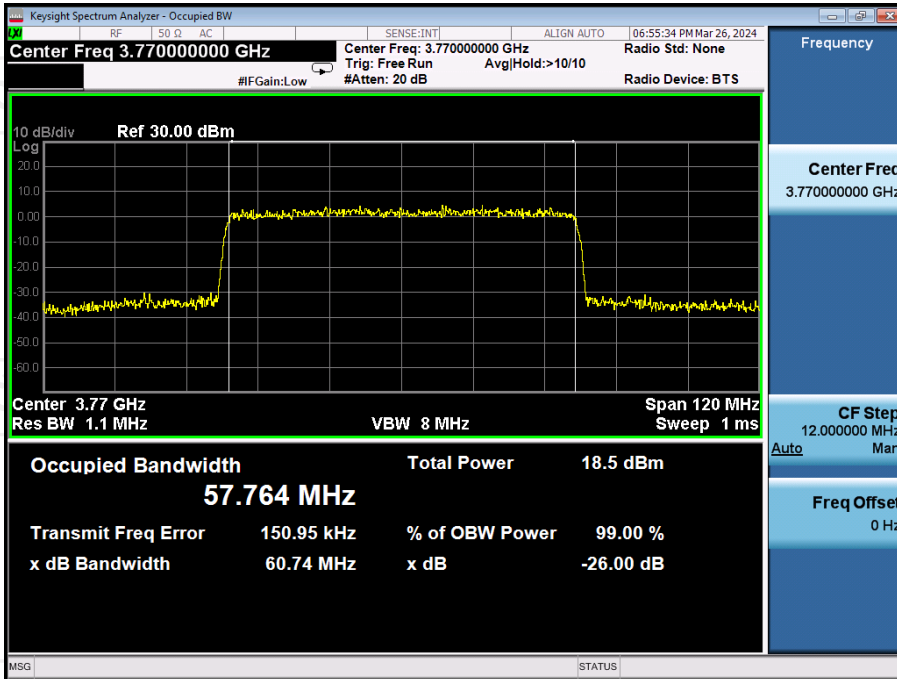 Keysight Spectrum Analyzer - Occupied BW
LXI
RF
50 Ω
AC
SENSE:INT
ALIGN AUTO
06:55:34 PM Mar 26, 2024
Center Freq 3.770000000 GHz
Center Freq: 3.770000000 GHz
Radio Std: None
Trig: Free Run
Avg|Hold:>10/10
#IFGain:Low
#Atten: 20 dB
Radio Device: BTS
10 dB/div
Ref 30.00 dBm
Log
20.0
10.0
0.00
-10.0
-20.0
-30.0
-40.0
-50.0
-60.0
Center 3.77 GHz
Span 120 MHz
Res BW 1.1 MHz
VBW 8 MHz
Sweep 1 ms
Occupied Bandwidth
Total Power
18.5 dBm
57.764 MHz
Transmit Freq Error
150.95 kHz
% of OBW Power
99.00 %
x dB Bandwidth
60.74 MHz
x dB
-26.00 dB
MSG
STATUS
Frequency
Center Freq
3.770000000 GHz
CF Step
12.000000 MHz
Auto
Man
Freq Offset
0 Hz